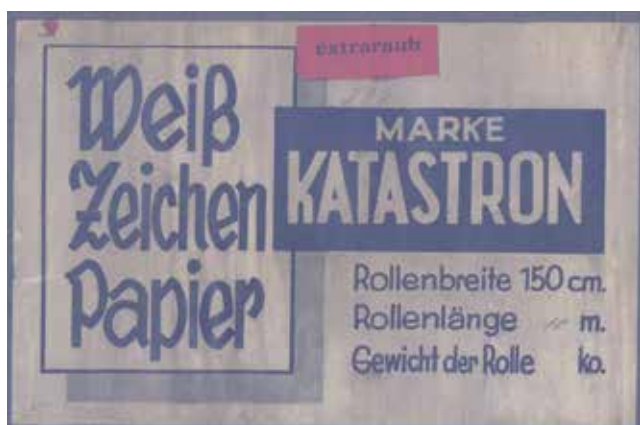 extrarauh
Weiß
Zeichen
Papier
MARKE
KATASTRON
Rollenbreite 150 cm.
Rollenlänge m.
Gewicht der Rolle ko.